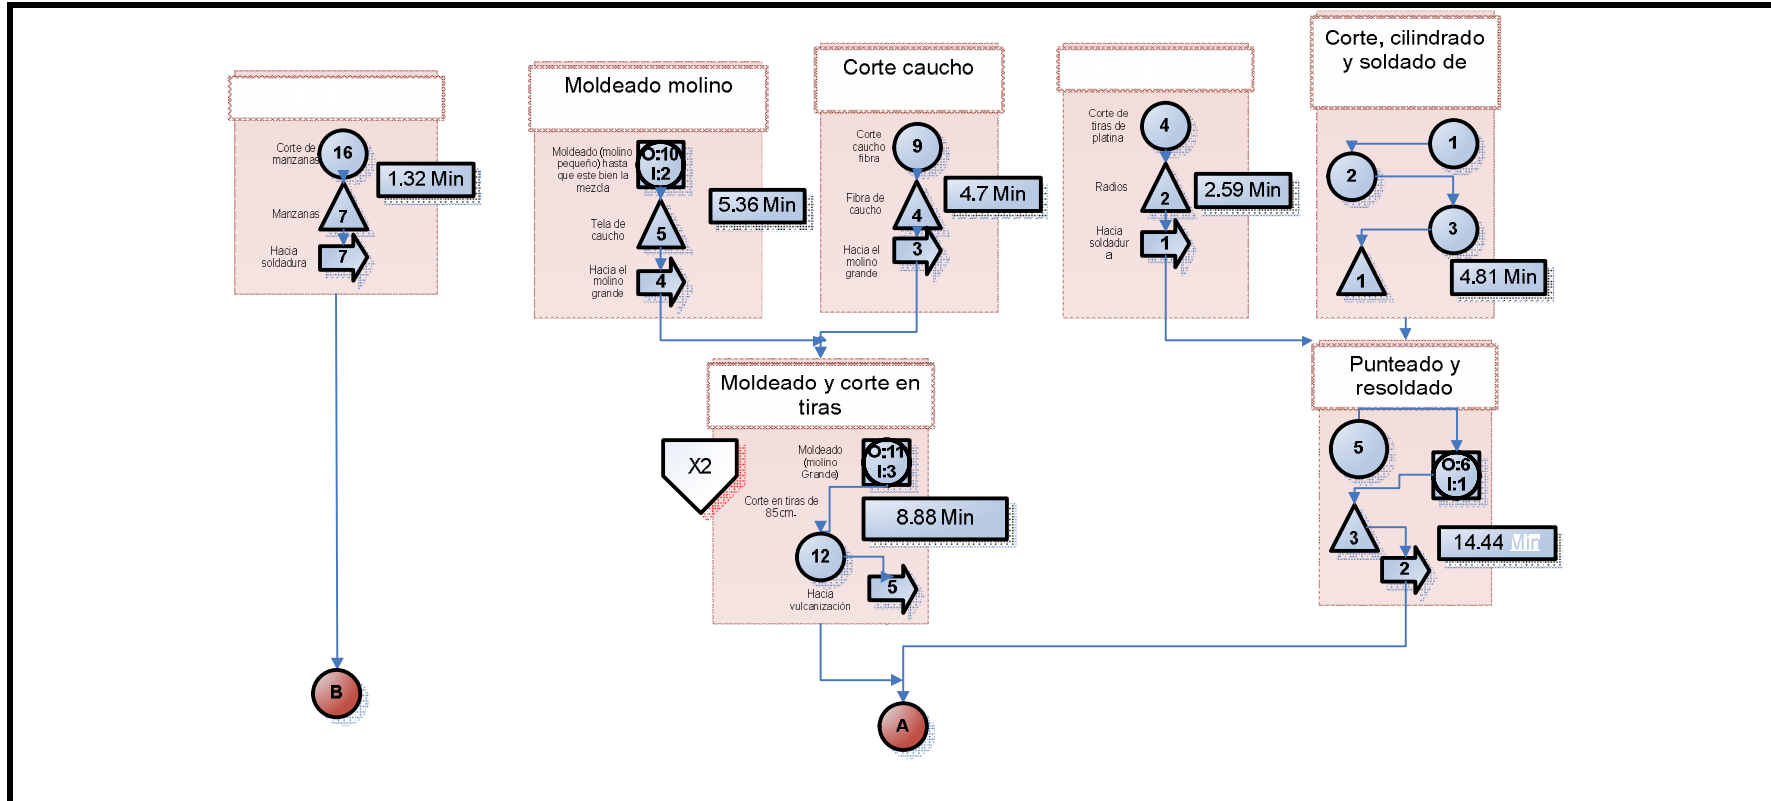 Corte de
manzanas
16
1.32 Min
Manzanas
7
Hacia
soldadura
7
B
Moldeado molino
Moldeado (molino
pequeño) hasta
que este bien la
mezcla
O:10
I:2
5.36 Min
Tela de
caucho
5
Hacia el
molino
grande
4
Corte caucho
Corte
caucho
fibra
9
4.7 Min
Fibra de
caucho
4
Hacia el
molino
grande
3
Corte de
tiras de
platina
4
Radios
2
2.59 Min
Hacia
soldadur
a
1
Corte, cilindrado
y soldado de
1
2
3
1
4.81 Min
Moldeado y corte en
tiras
X2
Moldeado
(molino
Grande)
O:11
I:3
Corte en tiras de
85cm.
8.88 Min
12
Hacia
vulcanización
5
Punteado y
resoldado
5
O:6
I:1
3
14.44 Min
2
A